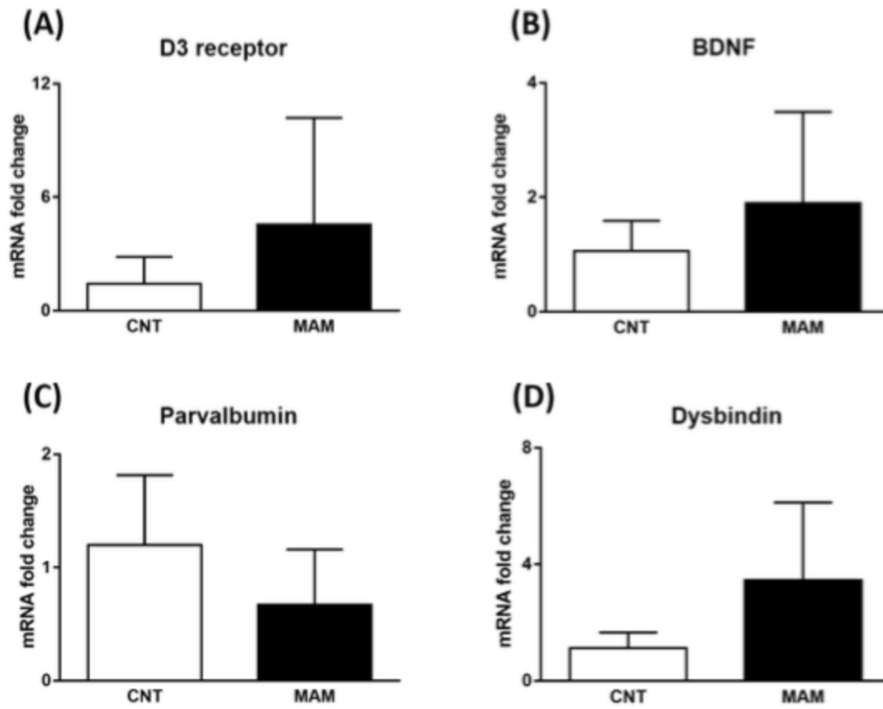 (A)
D3 receptor
mRNA fold change
12
6
0
CNT MAM
(B)
BDNF
mRNA fold change
4
2
0
CNT MAM
(C)
Parvalbumin
mRNA fold change
2
1
0
CNT MAM
(D)
Dysbindin
mRNA fold change
8
4
0
CNT MAM